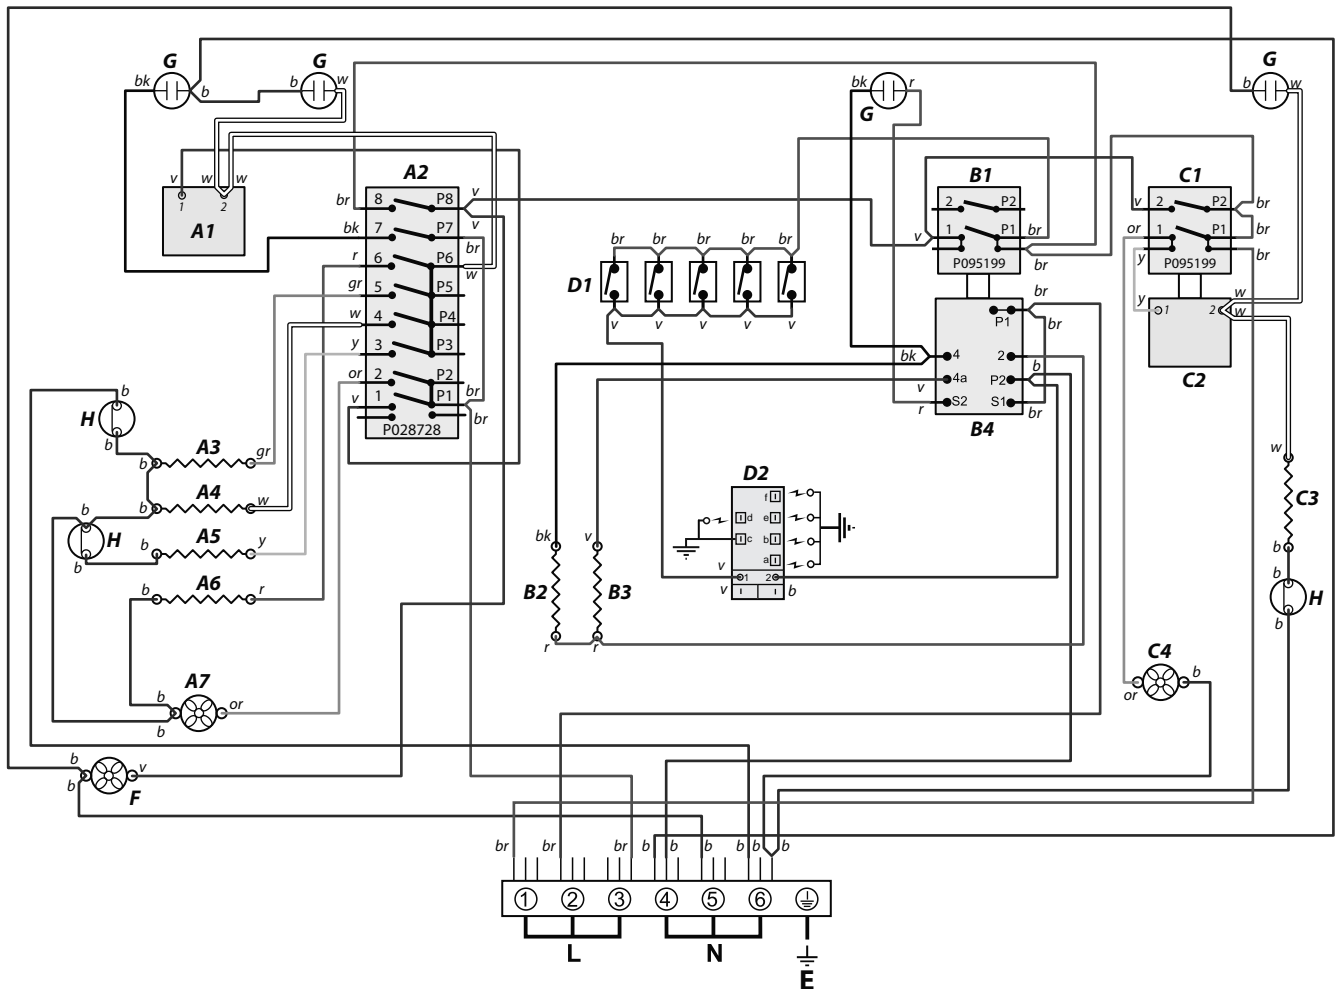 G
G
G
G
bk
b
b
w
bk
r
b
w
v
w
w
1
2
A1
A2
br
8
P8
v
v
bk
7
P7
br
r
6
P6
w
gr
5
P5
w
4
P4
y
3
P3
or
2
P2
br
v
1
P1
br
P028728
B1
2
P2
v
1
P1
br
br
P095199
C1
v
2
P2
br
or
1
P1
br
y
br
P095199
D1
br
br
br
br
br
v
v
v
v
v
P1
br
bk
4
2
b
v
4a
P2
r
S2
S1
br
B4
y
1
2
w
w
C2
b
H
b
b
A3
gr
b
A4
w
b
H
b
b
A5
y
b
A6
r
b
b
A7
or
b
b
F
v
bk
v
B2
B3
r
r
D2
f
d
e
c
b
a
v
1
2
v
b
w
C3
b
b
H
b
C4
or
b
br
br
br
b
b
b
b
b
b
1
2
3
4
5
6
L
N
E